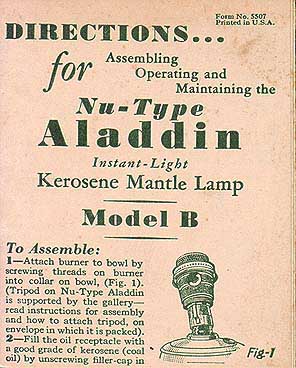 Form No. 5507
Printed in U.S.A.
DIRECTIONS...
for Assembling
Operating and
Maintaining the
Nu-Type
Aladdin
Instant-Light
Kerosene Mantle Lamp
Model B
To Assemble:
1—Attach burner to bowl by
screwing threads on burner
into collar on bowl, (Fig. 1).
(Tripod on Nu-Type Aladdin
is supported by the gallery—
read instructions for assembly
and how to attach tripod, on
envelope in which it is packed).
2—Fill the oil receptacle with
a good grade of kerosene (coal
oil) by unscrewing filler-cap in
Fig-1